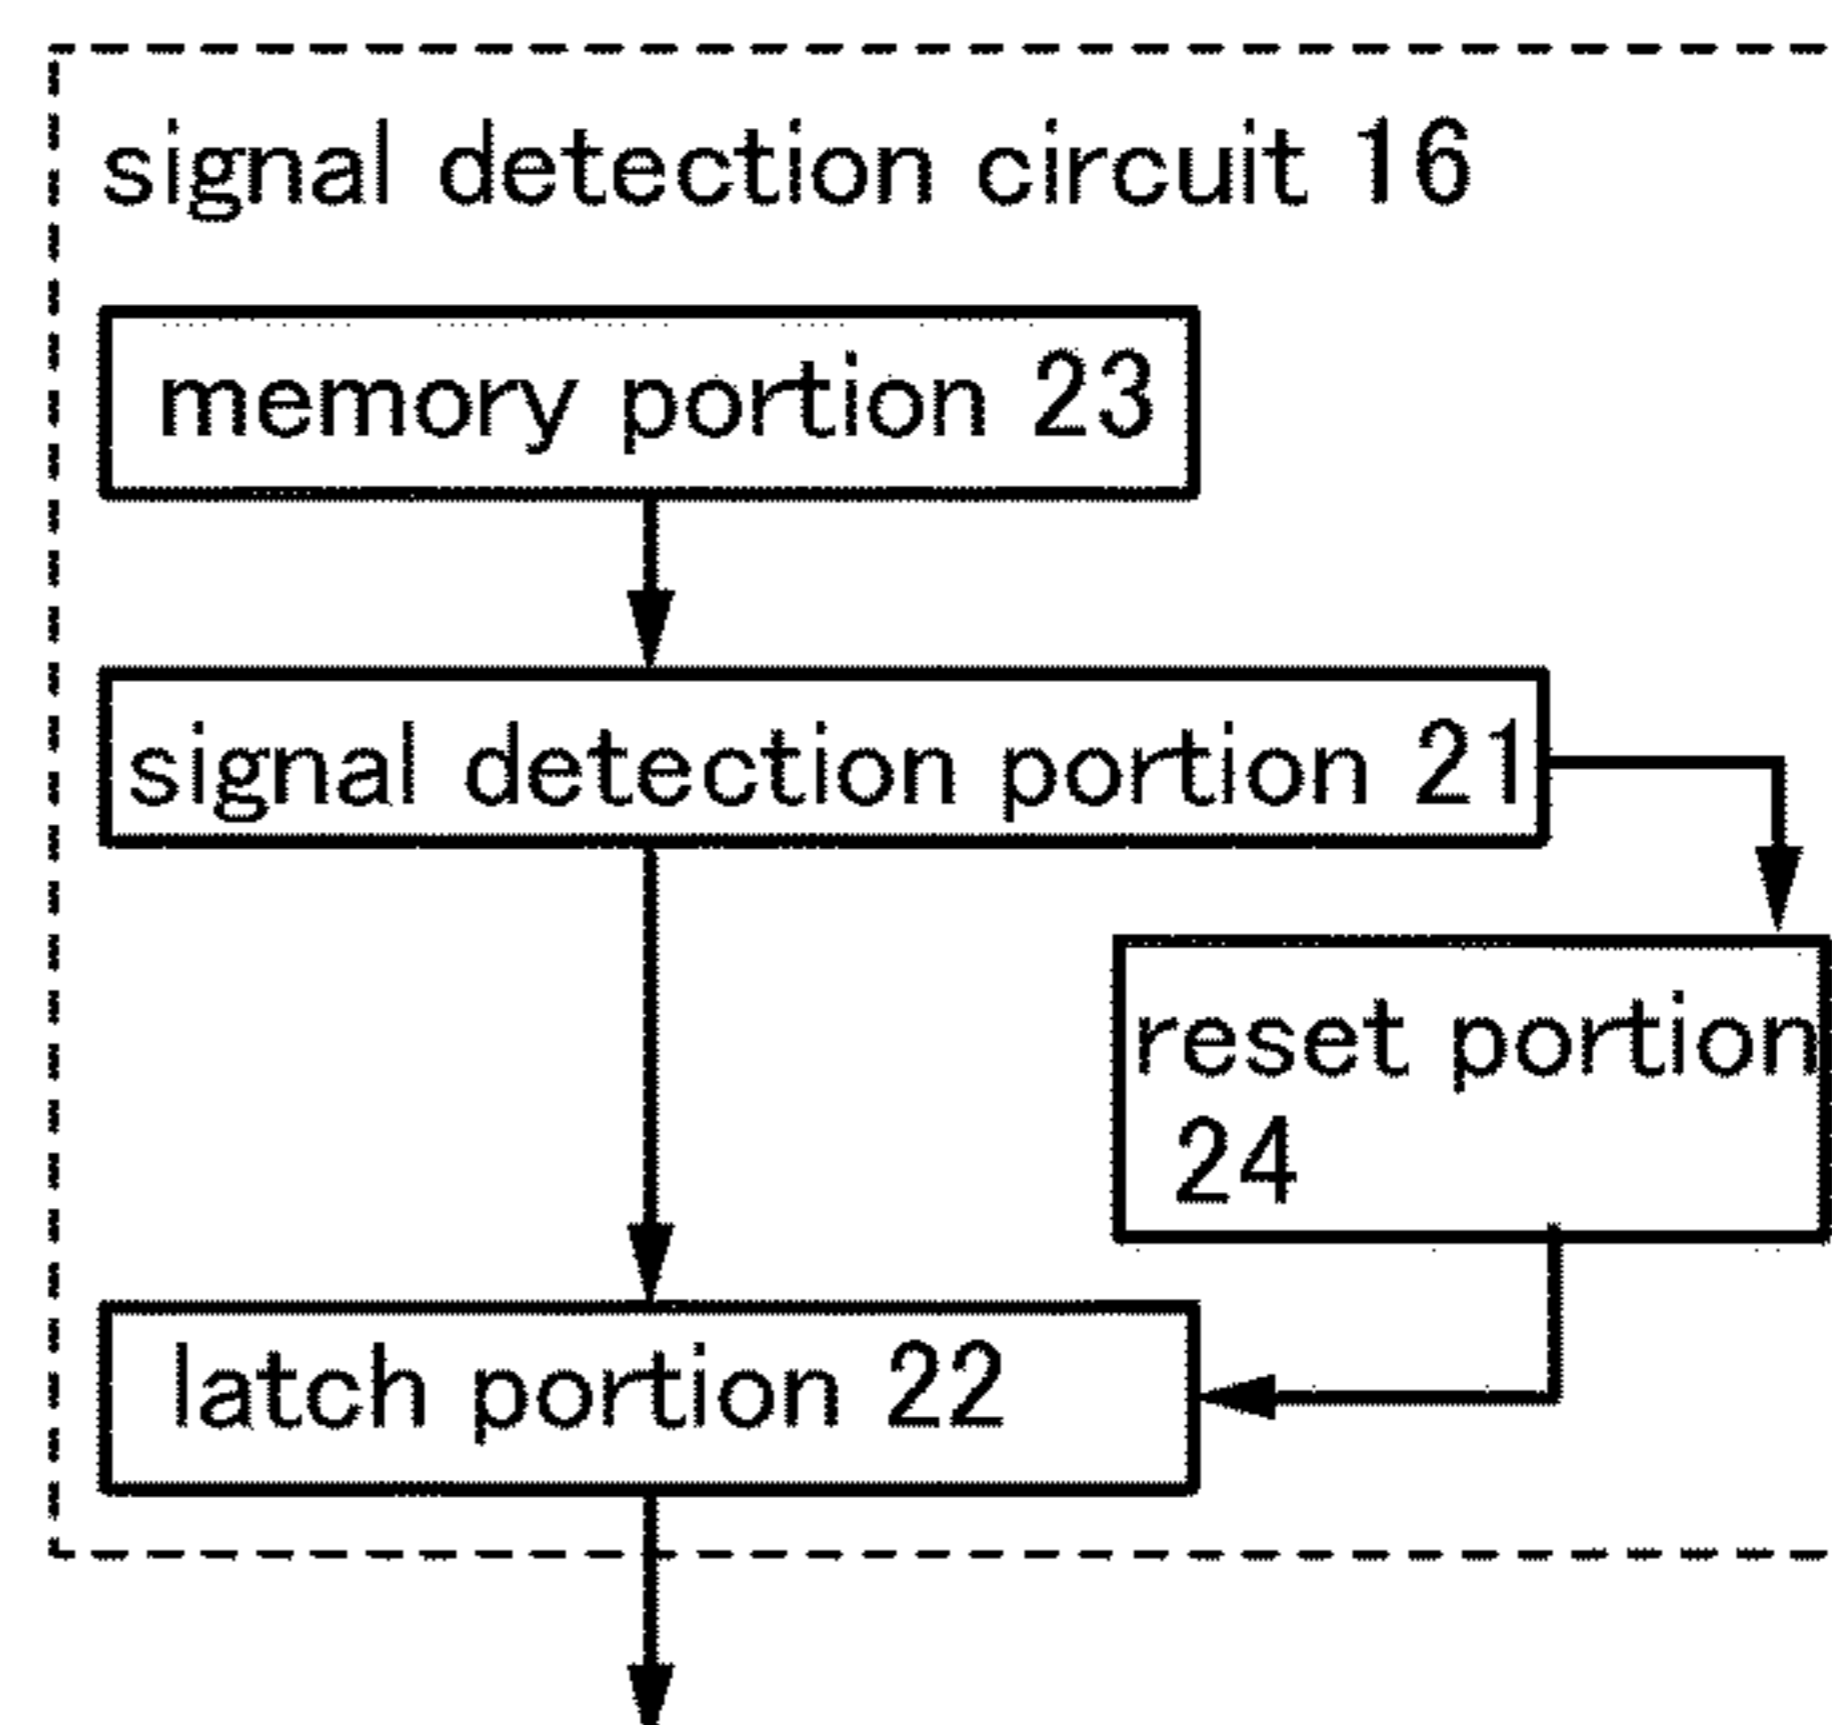 signal detection circuit 16
memory portion 23
signal detection portion 21
reset portion
24
latch portion 22